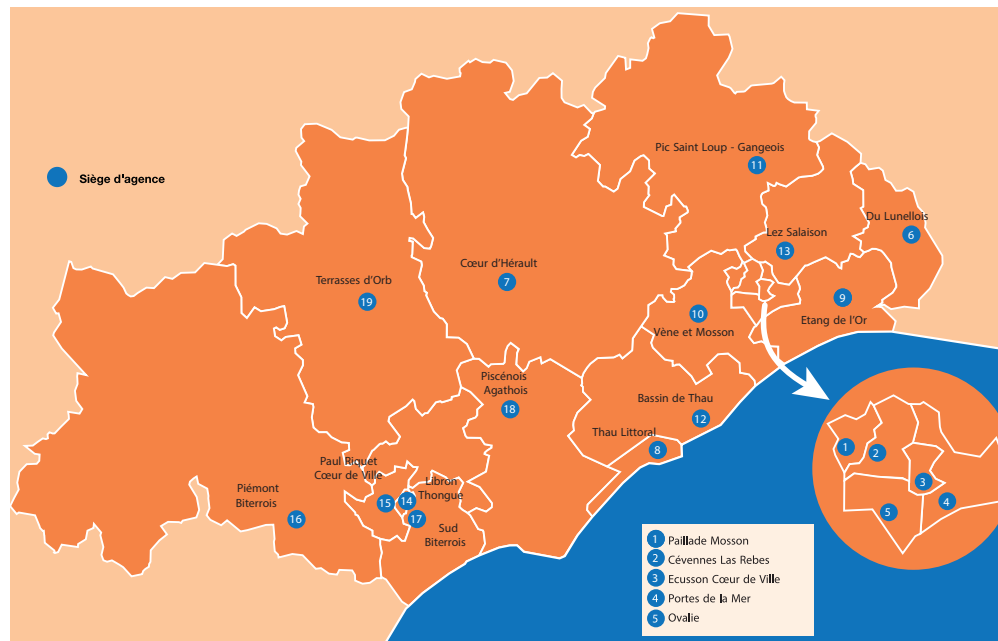 Siège d'agence
Pic Saint Loup - Gangeois
11
Du Lunellois
6
Lez Salaison
13
Cœur d'Hérault
7
Terrasses d'Orb
19
9
Etang de l'Or
10
Vène et Mosson
Piscénois
Agathois
18
Bassin de Thau
12
Thau Littoral
8
Paul Riquet
Cœur de Ville
Libron
Thongue
15
14
17
Sud
Biterrois
Piémont
Biterrois
16
1
2
3
4
5
1 Paillade Mosson
2 Cévennes Las Rebes
3 Ecusson Cœur de Ville
4 Portes de la Mer
5 Ovalie